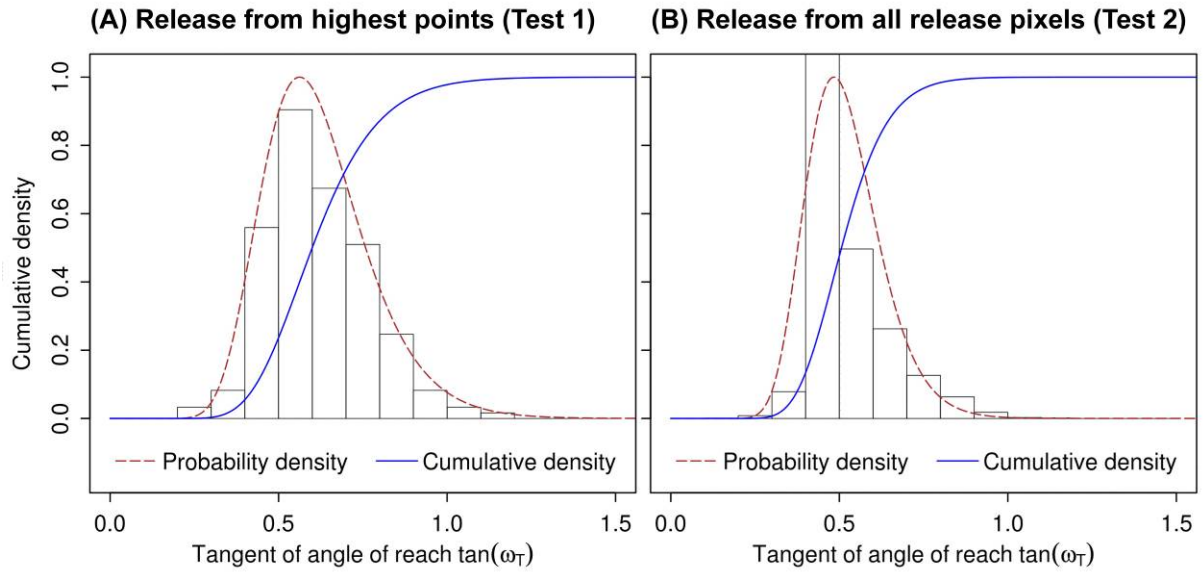 (A) Release from highest points (Test 1)
(B) Release from all release pixels (Test 2)
Cumulative density
1.0
0.8
0.6
0.4
0.2
0.0
Probability density
Cumulative density
Probability density
Cumulative density
0.0
0.5
1.0
1.5
0.0
0.5
1.0
1.5
Tangent of angle of reach tan(ω_T)
Tangent of angle of reach tan(ω_T)